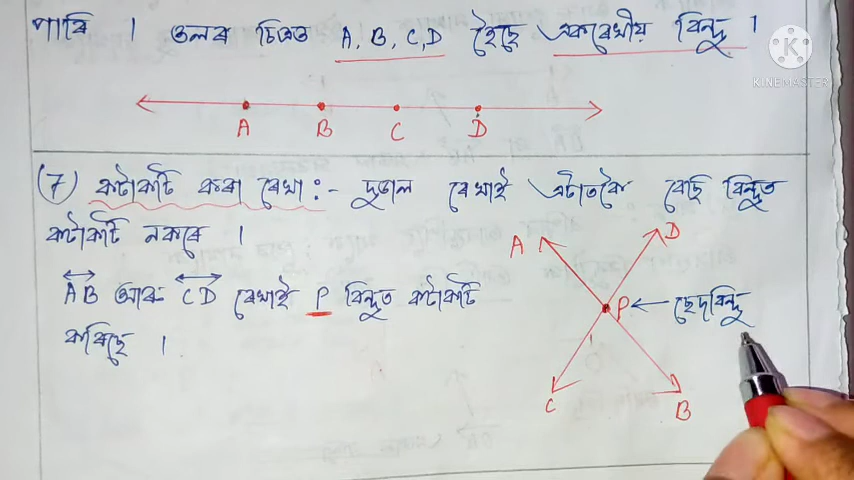 পাৰি । তলৰ চিত্ৰত A, B, C, D হৈছে একৰেখীয় বিন্দু ।
KINEMASTER
A B C D
(7) কটাকটি কৰা ৰেখা :- দুডাল ৰেখাই এটাতকৈ বেছি বিন্দুত
কটাকটি নকৰে ।
A D
AB আৰু CD ৰেখাই P বিন্দুত কটাকটি
P ← ছেদবিন্দু
কৰিছে ।
C B